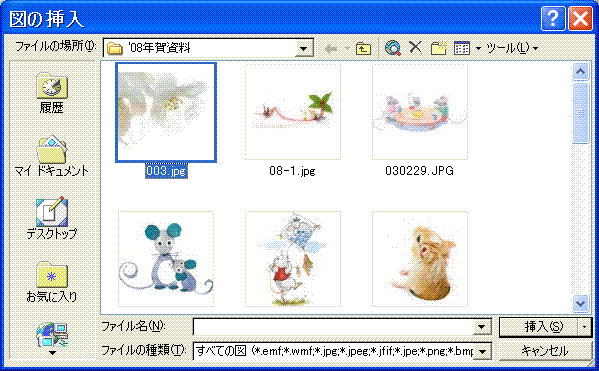 図の挿入
ファイルの場所(I):
'08年賀資料
ツール(L)
履歴
マイ ドキュメント
デスクトップ
お気に入り
003.jpg
08-1.jpg
030229.JPG
ファイル名(N):
挿入(S)
ファイルの種類(T):
すべての図 (*.emf;*.wmf;*.jpg;*.jpeg;*.jfif;*.jpe;*.png;*.bmp
キャンセル